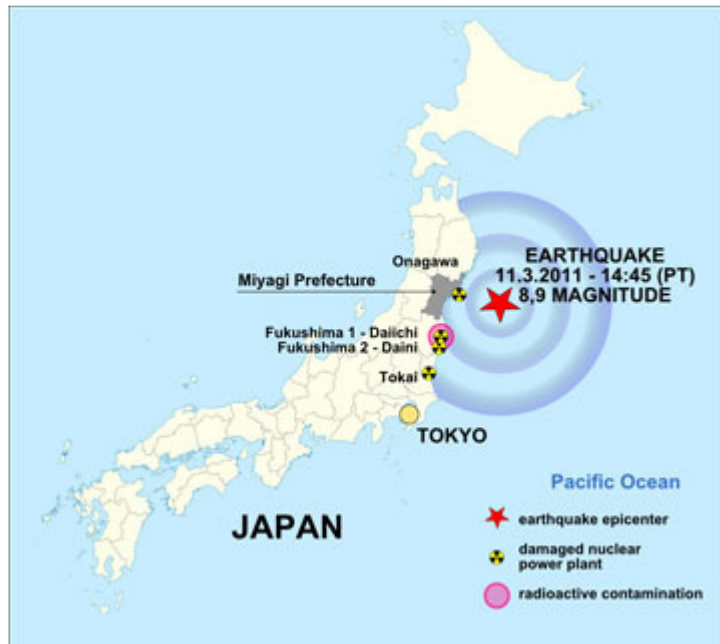 EARTHQUAKE
11.3.2011 - 14:45 (PT)
8,9 MAGNITUDE
Onagawa
Miyagi Prefecture
Fukushima 1 - Daiichi
Fukushima 2 - Daini
Tokai
TOKYO
JAPAN
Pacific Ocean
earthquake epicenter
damaged nuclear
power plant
radioactive contamination